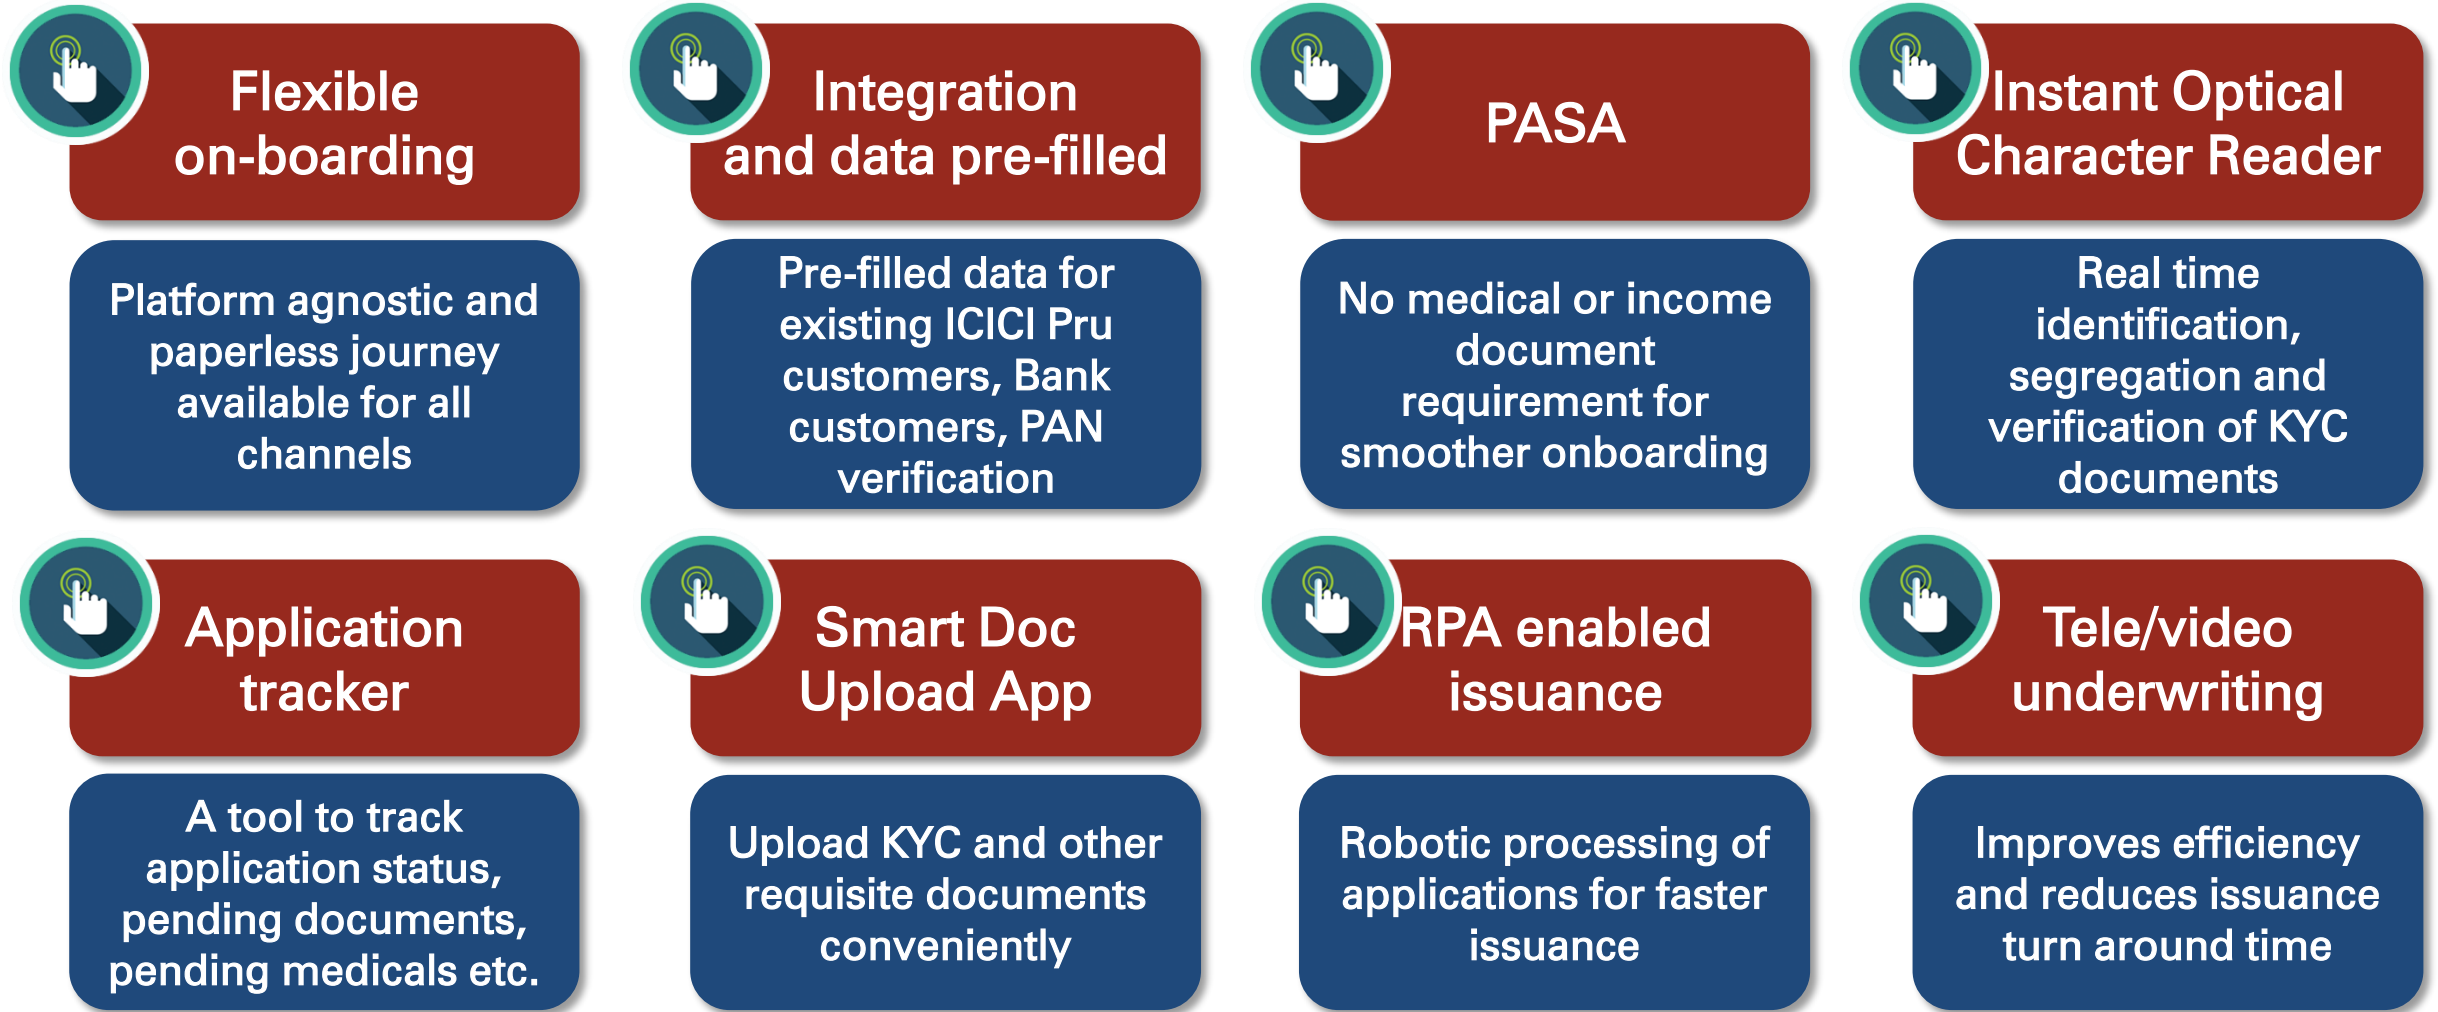 Flexible
on-boarding
Platform agnostic and
paperless journey
available for all
channels
Integration
and data pre-filled
Pre-filled data for
existing ICICI Pru
customers, Bank
customers, PAN
verification
PASA
No medical or income
document
requirement for
smoother onboarding
Instant Optical
Character Reader
Real time
identification,
segregation and
verification of KYC
documents
Application
tracker
A tool to track
application status,
pending documents,
pending medicals etc.
Smart Doc
Upload App
Upload KYC and other
requisite documents
conveniently
RPA enabled
issuance
Robotic processing of
applications for faster
issuance
Tele/video
underwriting
Improves efficiency
and reduces issuance
turn around time